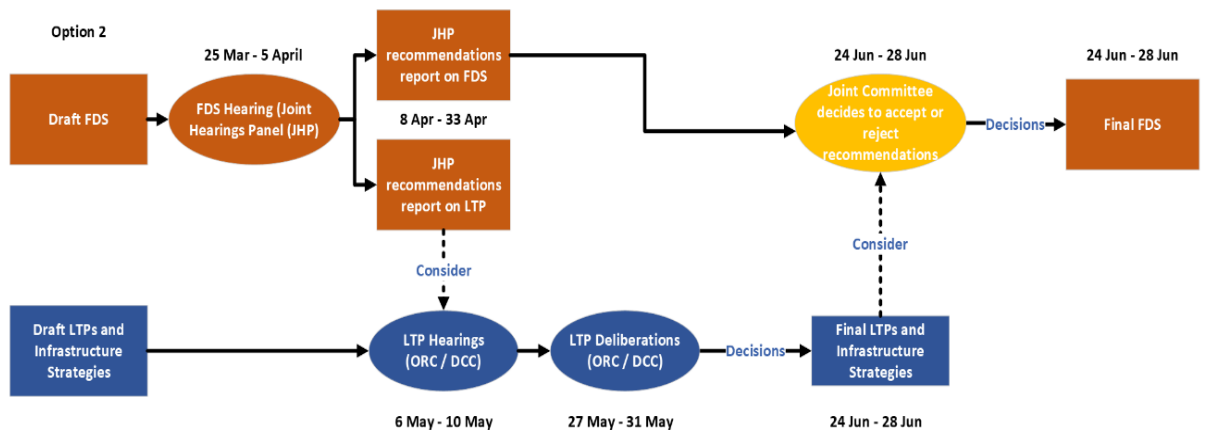 Option 2
25 Mar - 5 April
Draft FDS
FDS Hearing (Joint
Hearings Panel (JHP)
JHP
recommendations
report on FDS
8 Apr - 33 Apr
JHP
recommendations
report on LTP
24 Jun - 28 Jun
Joint Committee
decides to accept or
reject
recommendations
Decisions
24 Jun - 28 Jun
Final FDS
Consider
Consider
Draft LTPs and
Infrastructure
Strategies
LTP Hearings
(ORC / DCC)
LTP Deliberations
(ORC / DCC)
Decisions
Final LTPs and
Infrastructure
Strategies
6 May - 10 May
27 May - 31 May
24 Jun - 28 Jun